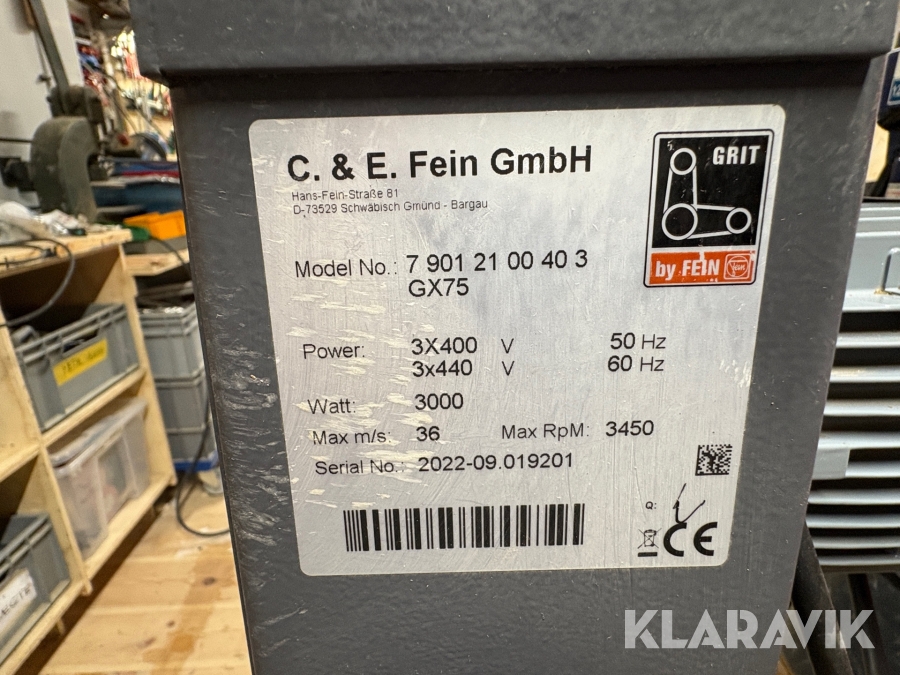 C. & E. Fein GmbH
Hans-Fein-Straße 81
D-73529 Schwäbisch Gmünd - Bargau
GRIT
by FEIN
Fein
Model No.: 7 901 21 00 40 3
GX75
Power: 3X400 V 50 Hz
3x440 V 60 Hz
Watt: 3000
Max m/s: 36 Max RpM: 3450
Serial No.: 2022-09.019201
Q:
CE
KLARAVIK